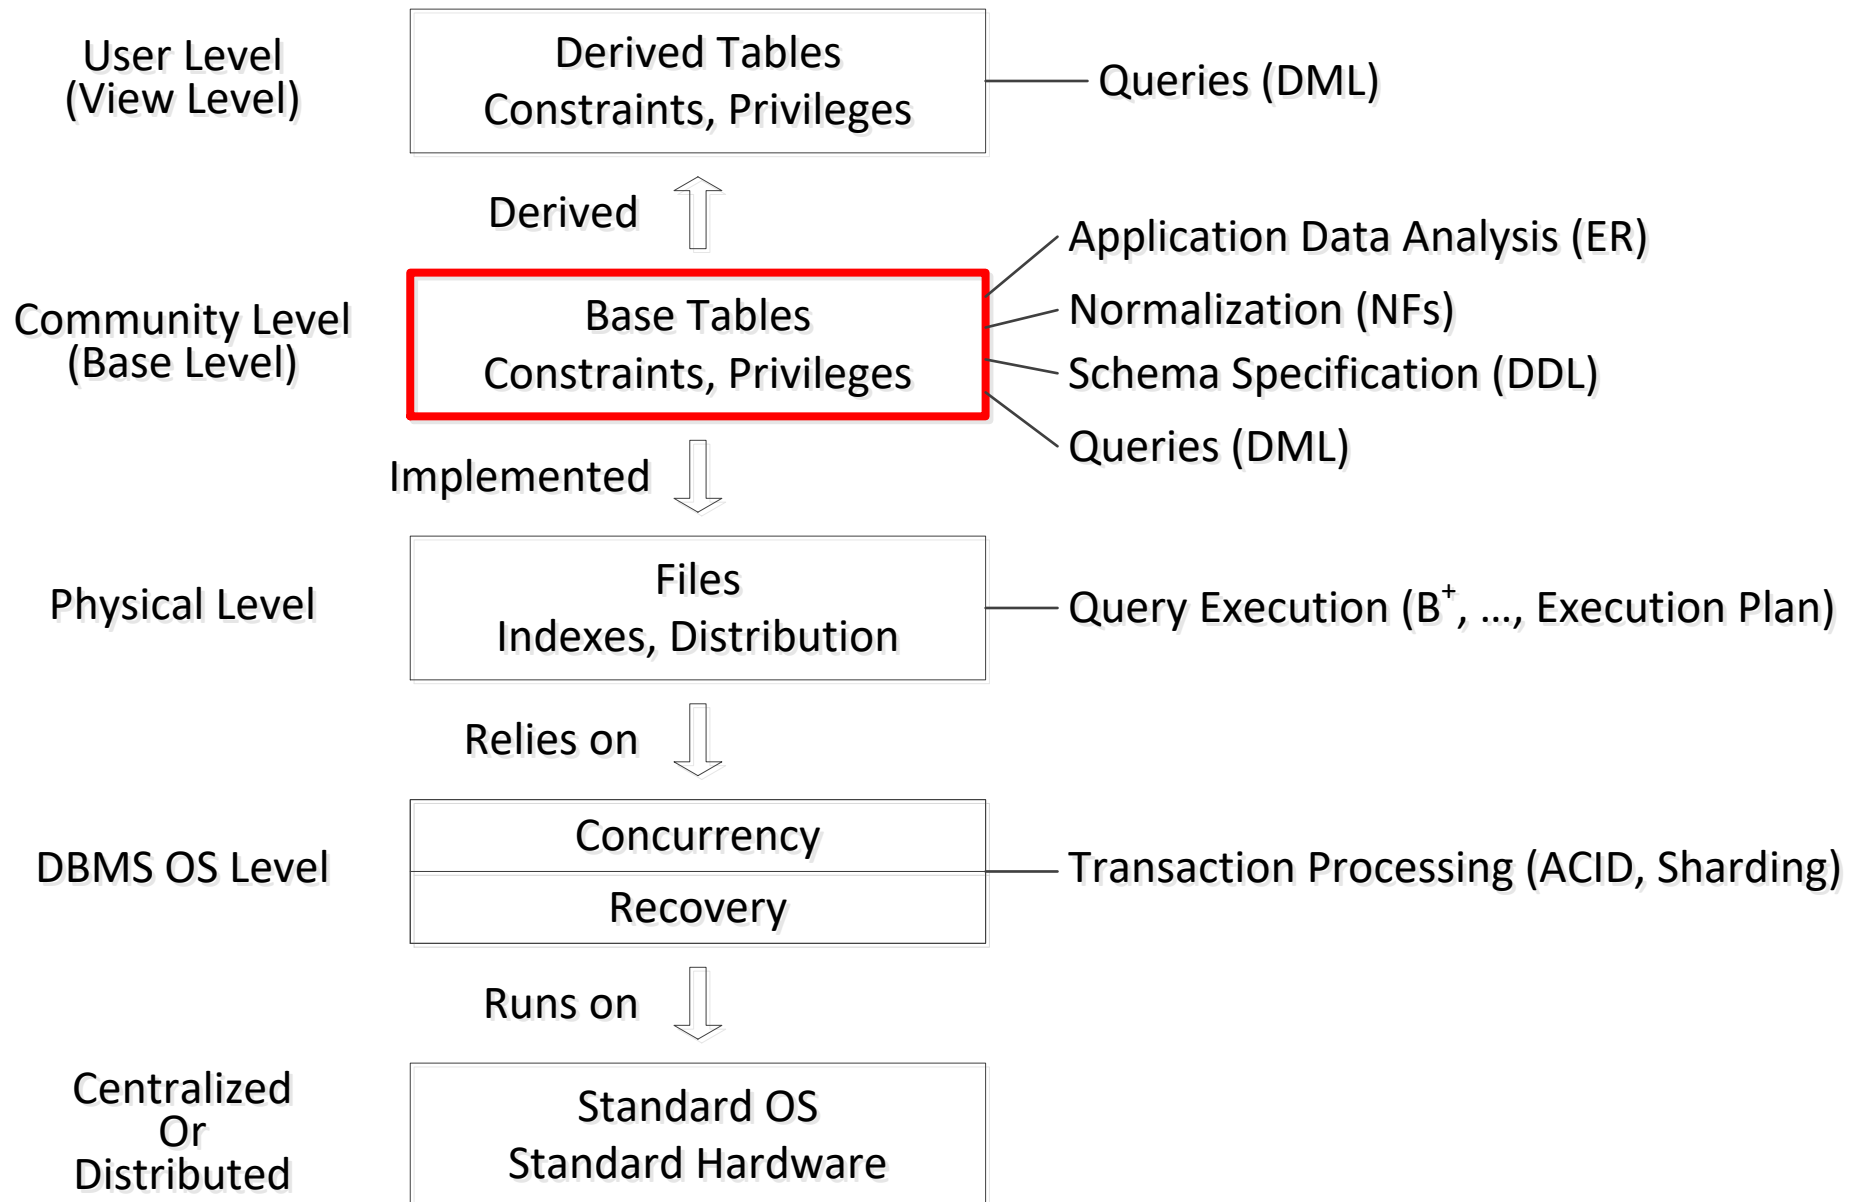 User Level
(View Level)
Derived Tables
Constraints, Privileges
Queries (DML)
Derived
Community Level
(Base Level)
Base Tables
Constraints, Privileges
Application Data Analysis (ER)
Normalization (NFs)
Schema Specification (DDL)
Queries (DML)
Implemented
Physical Level
Files
Indexes, Distribution
Query Execution (B⁺, ..., Execution Plan)
Relies on
DBMS OS Level
Concurrency
Recovery
Transaction Processing (ACID, Sharding)
Runs on
Centralized
Or
Distributed
Standard OS
Standard Hardware